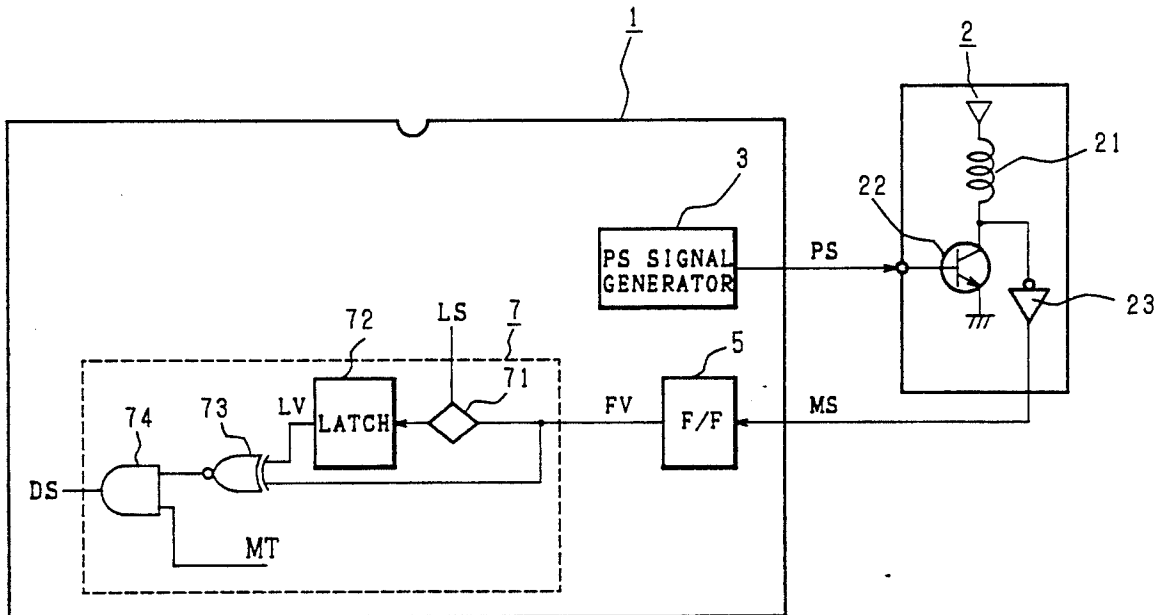 1
2
21
3
22
PS SIGNAL
GENERATOR
PS
23
LS
7
72
71
5
LATCH
LV
FV
F/F
MS
73
74
DS
MT